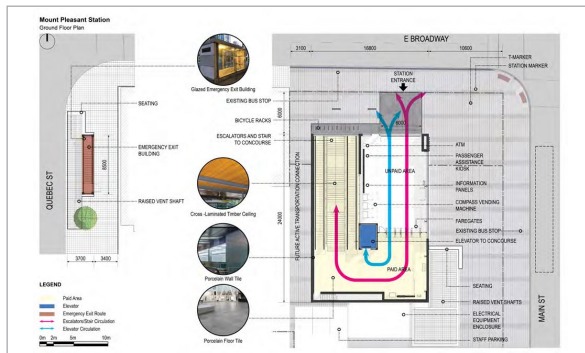 Mount Pleasant Station
Ground Floor Plan
E BROADWAY
3100
16800
10600
T-MARKER
STATION MARKER
STATION
ENTRANCE
Glazed Emergency Exit Building
EXISTING BUS STOP
BICYCLE RACKS
ESCALATORS AND STAIR
TO CONCOURSE
6000
6000
SEATING
EMERGENCY EXIT
BUILDING
8000
QUEBEC ST
RAISED VENT SHAFT
3700
3400
Cross-Laminated Timber Ceiling
Porcelain Wall Tile
Porcelain Floor Tile
FUTURE ACTIVE TRANSPORTATION CONNECTION
24000
UNPAID AREA
PAID AREA
ATM
PASSENGER
ASSISTANCE
KIOSK
INFORMATION
PANELS
COMPASS VENDING
MACHINE
FAREGATES
EXISTING BUS STOP
ELEVATOR TO CONCOURSE
SEATING
RAISED VENT SHAFTS
ELECTRICAL
EQUIPMENT
ENCLOSURE
STAFF PARKING
MAIN ST
LEGEND
Paid Area
Elevator
Emergency Exit Route
Escalators/Stair Circulation
Elevator Circulation
0m 2m 5m 10m